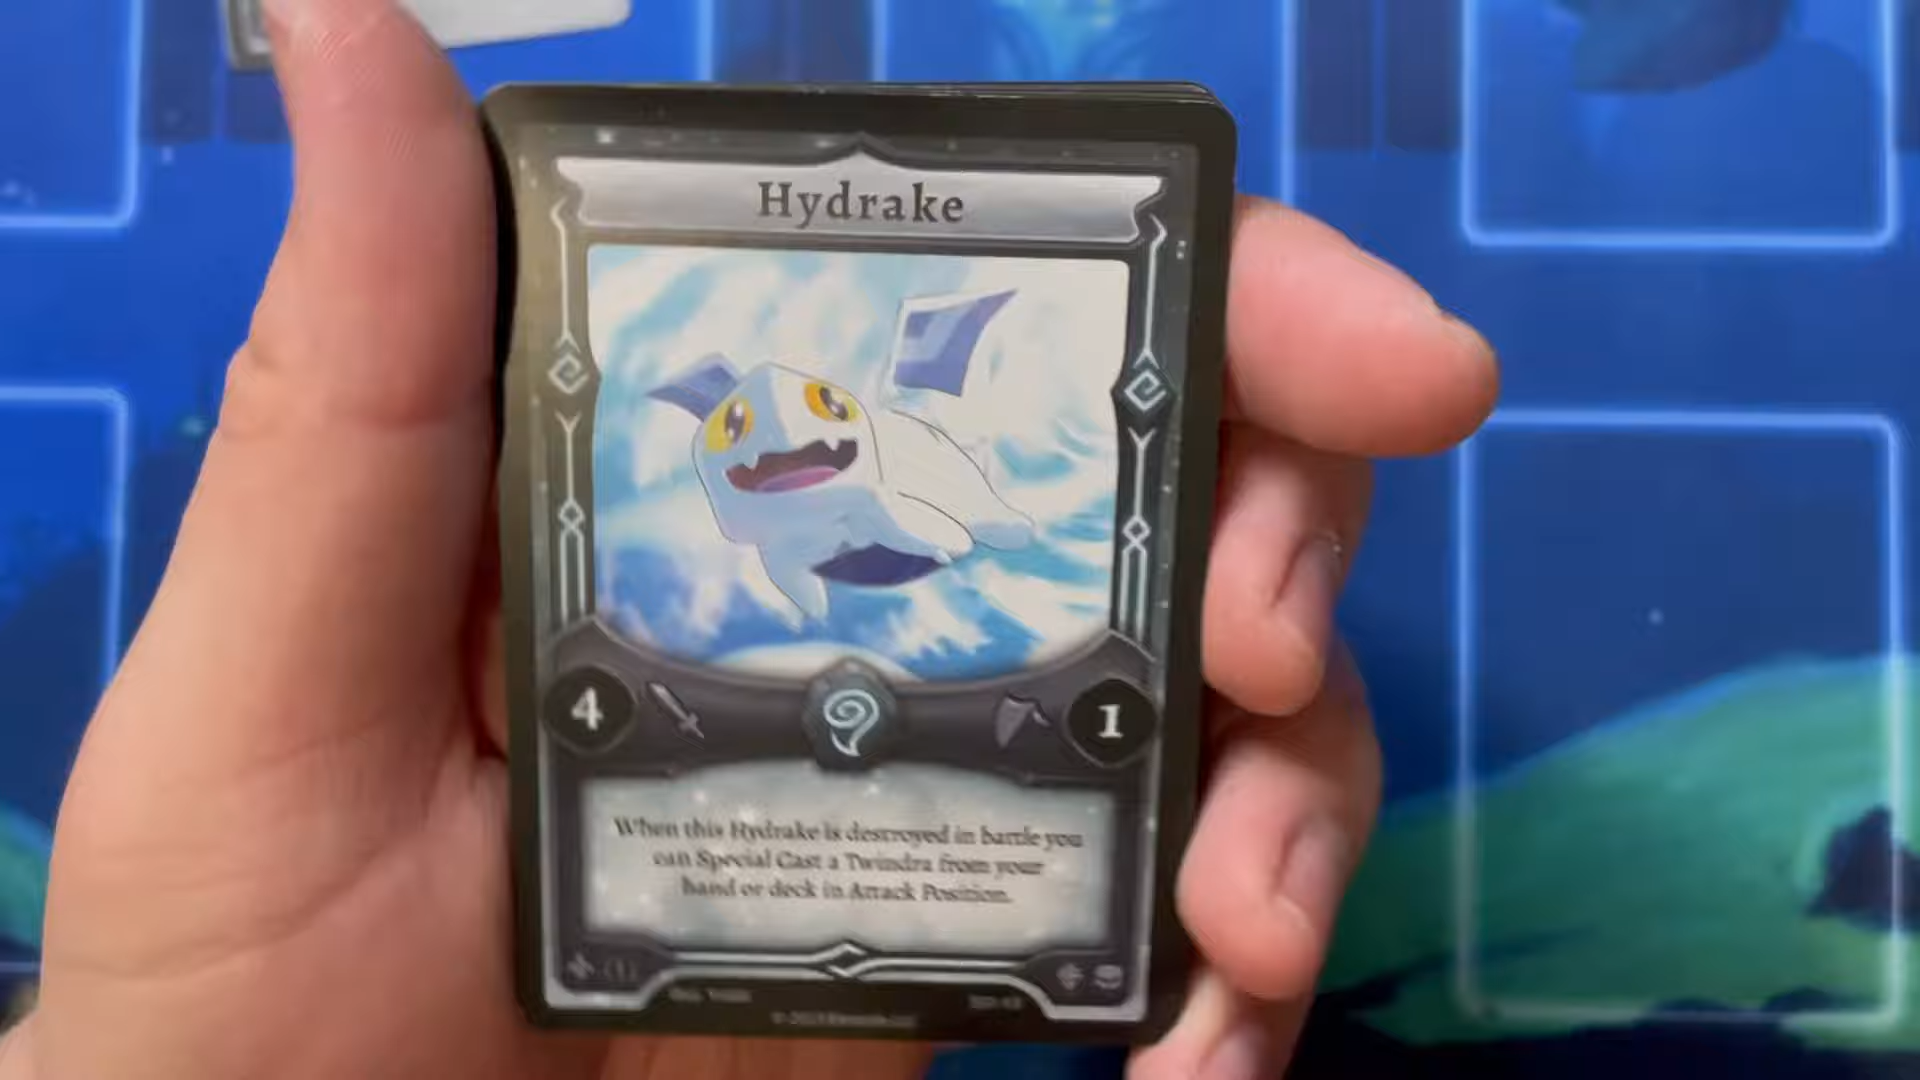 Hydrake
4
1
When this Hydrake is destroyed in battle you
can Special Cast a Twindra from your
hand or deck in Attack Position.
(1)